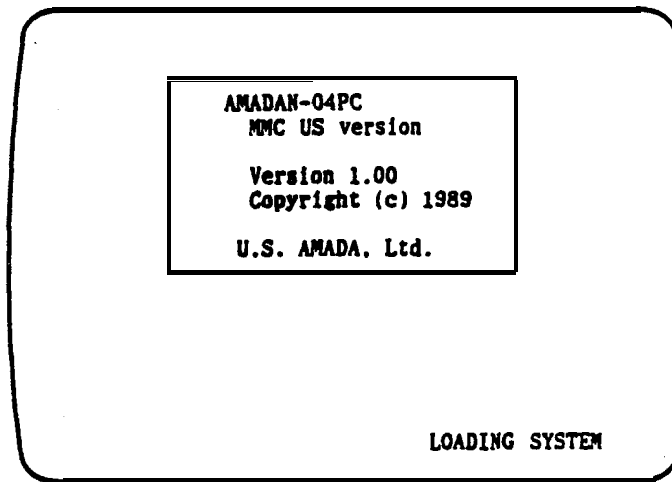 AMADAN-04PC
MMC US version
Version 1.00
Copyright (c) 1989
U.S. AMADA, Ltd.
LOADING SYSTEM